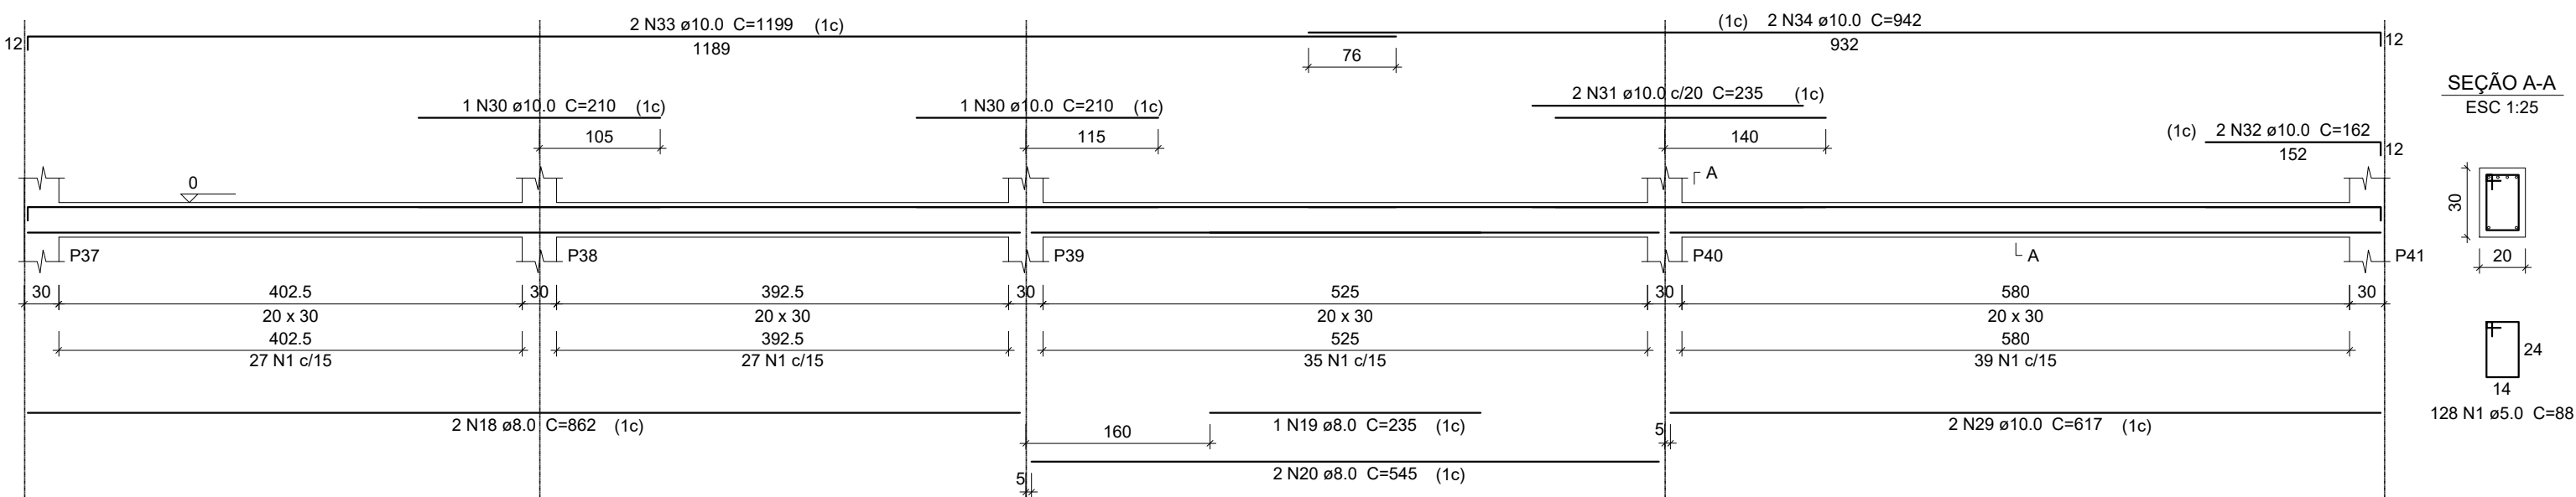 2 N33 ø10.0 C=1199 (1c)
(1c) 2 N34 ø10.0 C=942
12
1189
932
12
76
1 N30 ø10.0 C=210 (1c)
1 N30 ø10.0 C=210 (1c)
2 N31 ø10.0 c/20 C=235 (1c)
SEÇÃO A-A
ESC 1:25
105
115
140
(1c) 2 N32 ø10.0 C=162
152
12
0
A
30
P37
P38
P39
P40
A
P41
20
30
402.5
30
392.5
30
525
30
580
30
20 x 30
20 x 30
20 x 30
20 x 30
402.5
392.5
525
580
27 N1 c/15
27 N1 c/15
35 N1 c/15
39 N1 c/15
24
14
128 N1 ø5.0 C=88
2 N18 ø8.0 C=862 (1c)
160
1 N19 ø8.0 C=235 (1c)
5
2 N29 ø10.0 C=617 (1c)
5
2 N20 ø8.0 C=545 (1c)